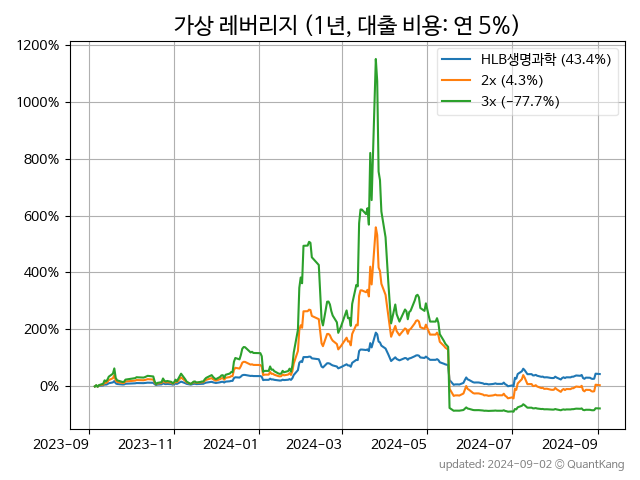 가상 레버리지 (1년, 대출 비용: 연 5%)
1200%
1000%
800%
600%
400%
200%
0%
HLB생명과학 (43.4%)
2x (4.3%)
3x (-77.7%)
2023-09 2023-11 2024-01 2024-03 2024-05 2024-07 2024-09
updated: 2024-09-02 © QuantKang